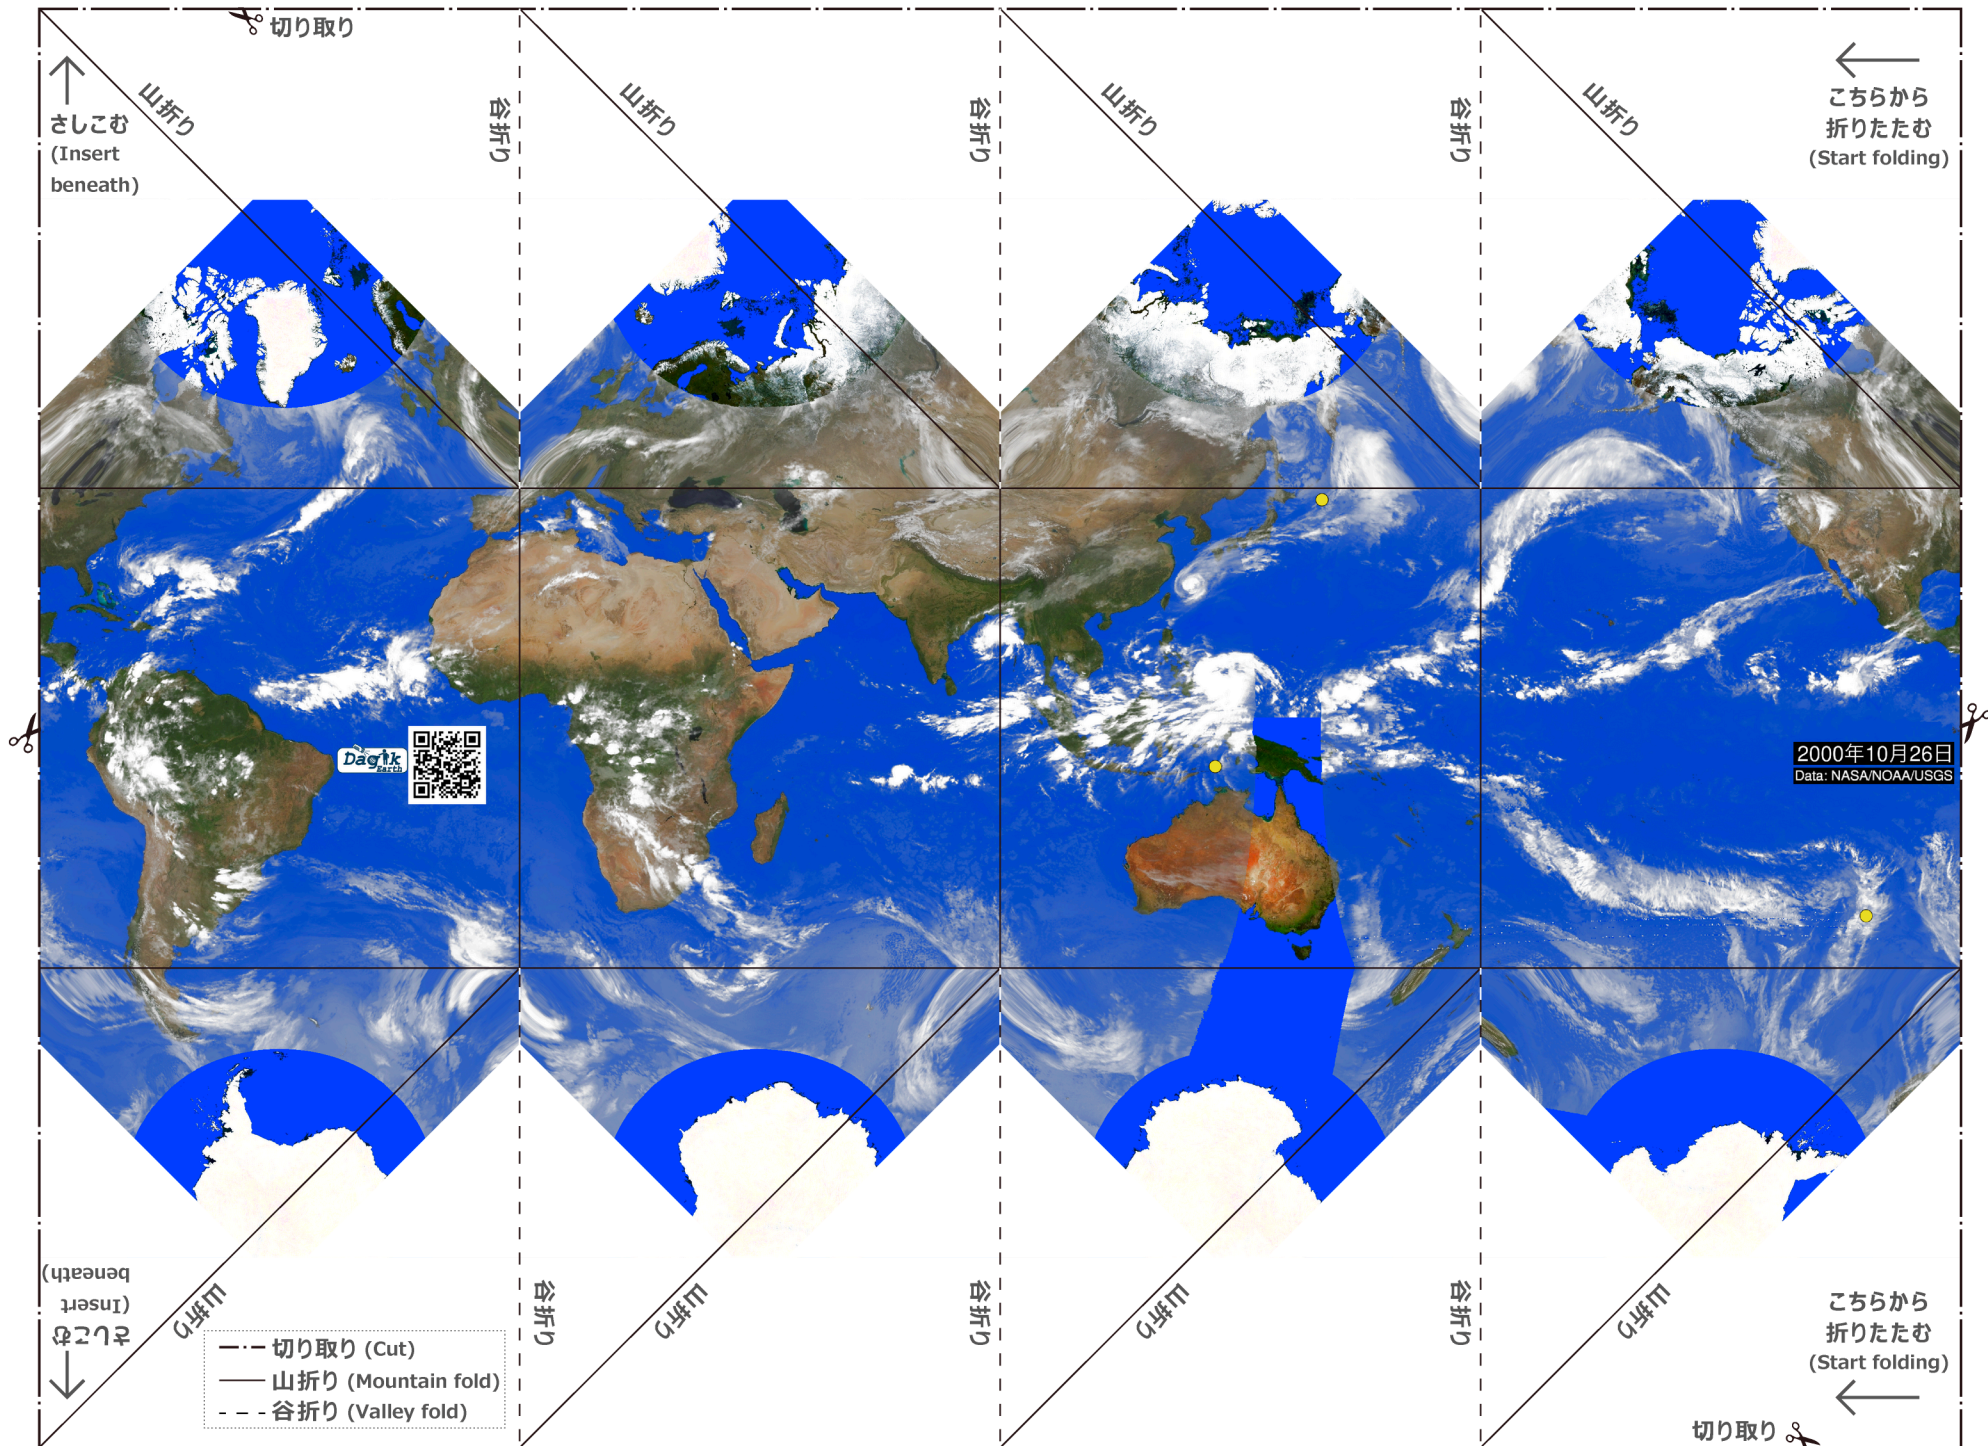 切り取り
さしこむ
(Insert
beneath)
山折り
谷折り
山折り
谷折り
山折り
谷折り
山折り
こちらから
折りたたむ
(Start folding)
Dagik
Earth
2000年10月26日
Data: NASA/NOAA/USGS
さしこむ
(Insert
beneath)
山折り
谷折り
山折り
谷折り
山折り
谷折り
山折り
こちらから
折りたたむ
(Start folding)
切り取り (Cut)
山折り (Mountain fold)
谷折り (Valley fold)
切り取り